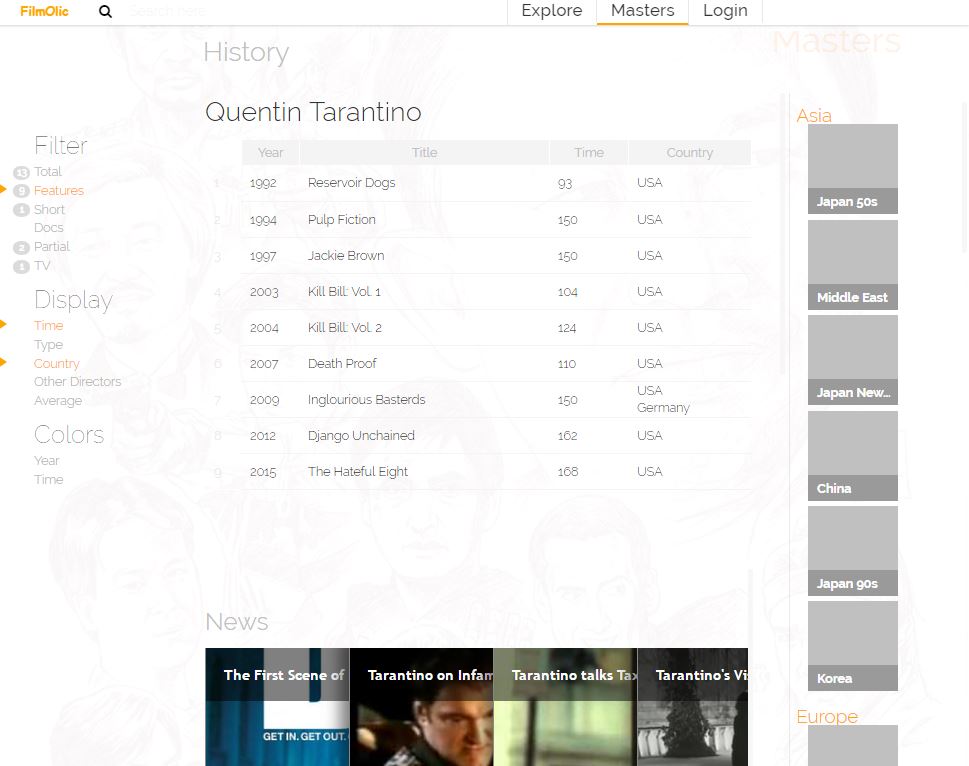 FilmOlic
Search here
Explore
Masters
Login
History
Masters
Quentin Tarantino
Filter
13 Total
9 Features
1 Short
Docs
2 Partial
1 TV
Display
Time
Type
Country
Other Directors
Average
Colors
Year
Time
Year Title Time Country
1 1992 Reservoir Dogs 93 USA
2 1994 Pulp Fiction 150 USA
3 1997 Jackie Brown 150 USA
4 2003 Kill Bill: Vol. 1 104 USA
5 2004 Kill Bill: Vol. 2 124 USA
6 2007 Death Proof 110 USA
7 2009 Inglourious Basterds 150 USA
Germany
8 2012 Django Unchained 162 USA
9 2015 The Hateful Eight 168 USA
News
The First Scene of
GET IN. GET OUT.
Tarantino on Infam
Tarantino talks Tax
Tarantino's Vi
Asia
Japan 50s
Middle East
Japan New...
China
Japan 90s
Korea
Europe